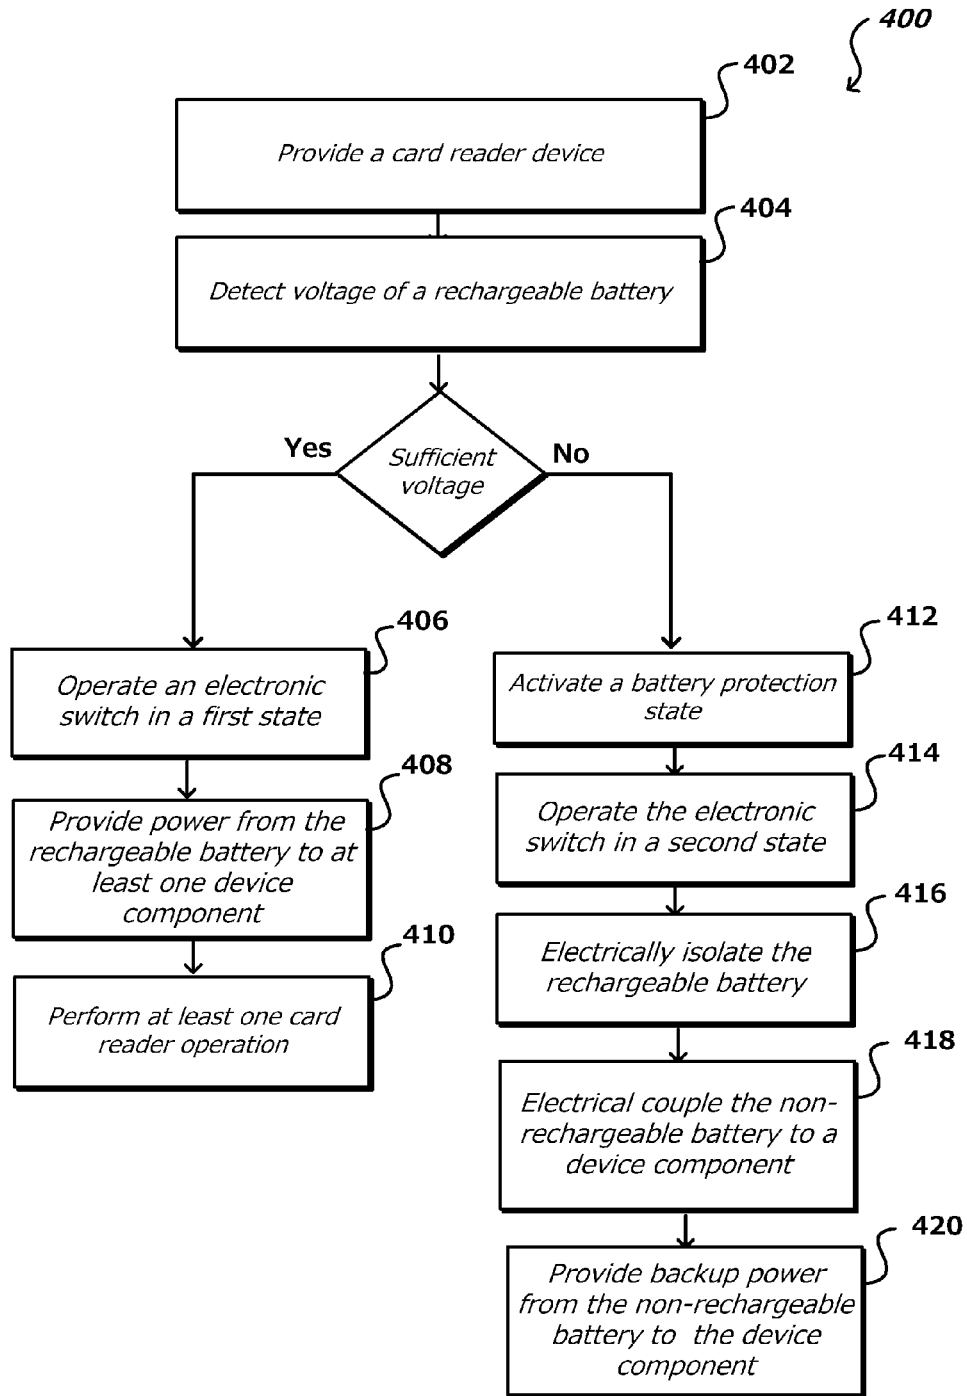 400
402
Provide a card reader device
404
Detect voltage of a rechargeable battery
Yes
Sufficient
voltage
No
406
Operate an electronic
switch in a first state
408
Provide power from the
rechargeable battery to at
least one device
component
410
Perform at least one card
reader operation
412
Activate a battery protection
state
414
Operate the electronic
switch in a second state
416
Electrically isolate the
rechargeable battery
418
Electrical couple the non-
rechargeable battery to a
device component
420
Provide backup power
from the non-rechargeable
battery to the device
component